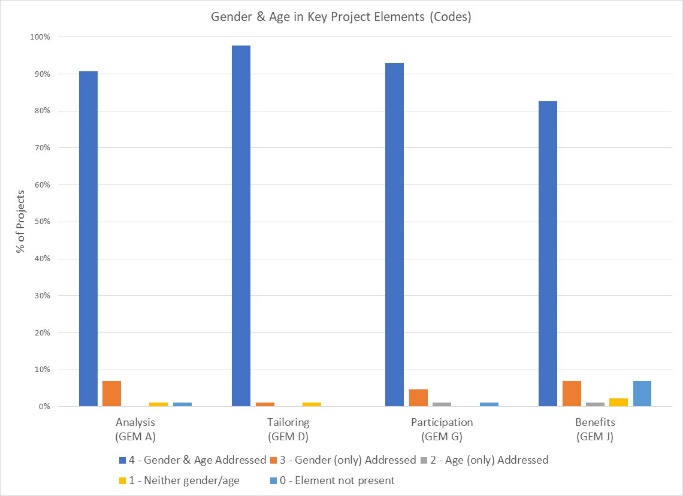 Gender & Age in Key Project Elements (Codes)
100%
90%
80%
70%
60%
50%
40%
30%
20%
10%
0%
% of Projects
Analysis
(GEM A)
Tailoring
(GEM D)
Participation
(GEM G)
Benefits
(GEM J)
4 - Gender & Age Addressed
3 - Gender (only) Addressed
2 - Age (only) Addressed
1 - Neither gender/age
0 - Element not present